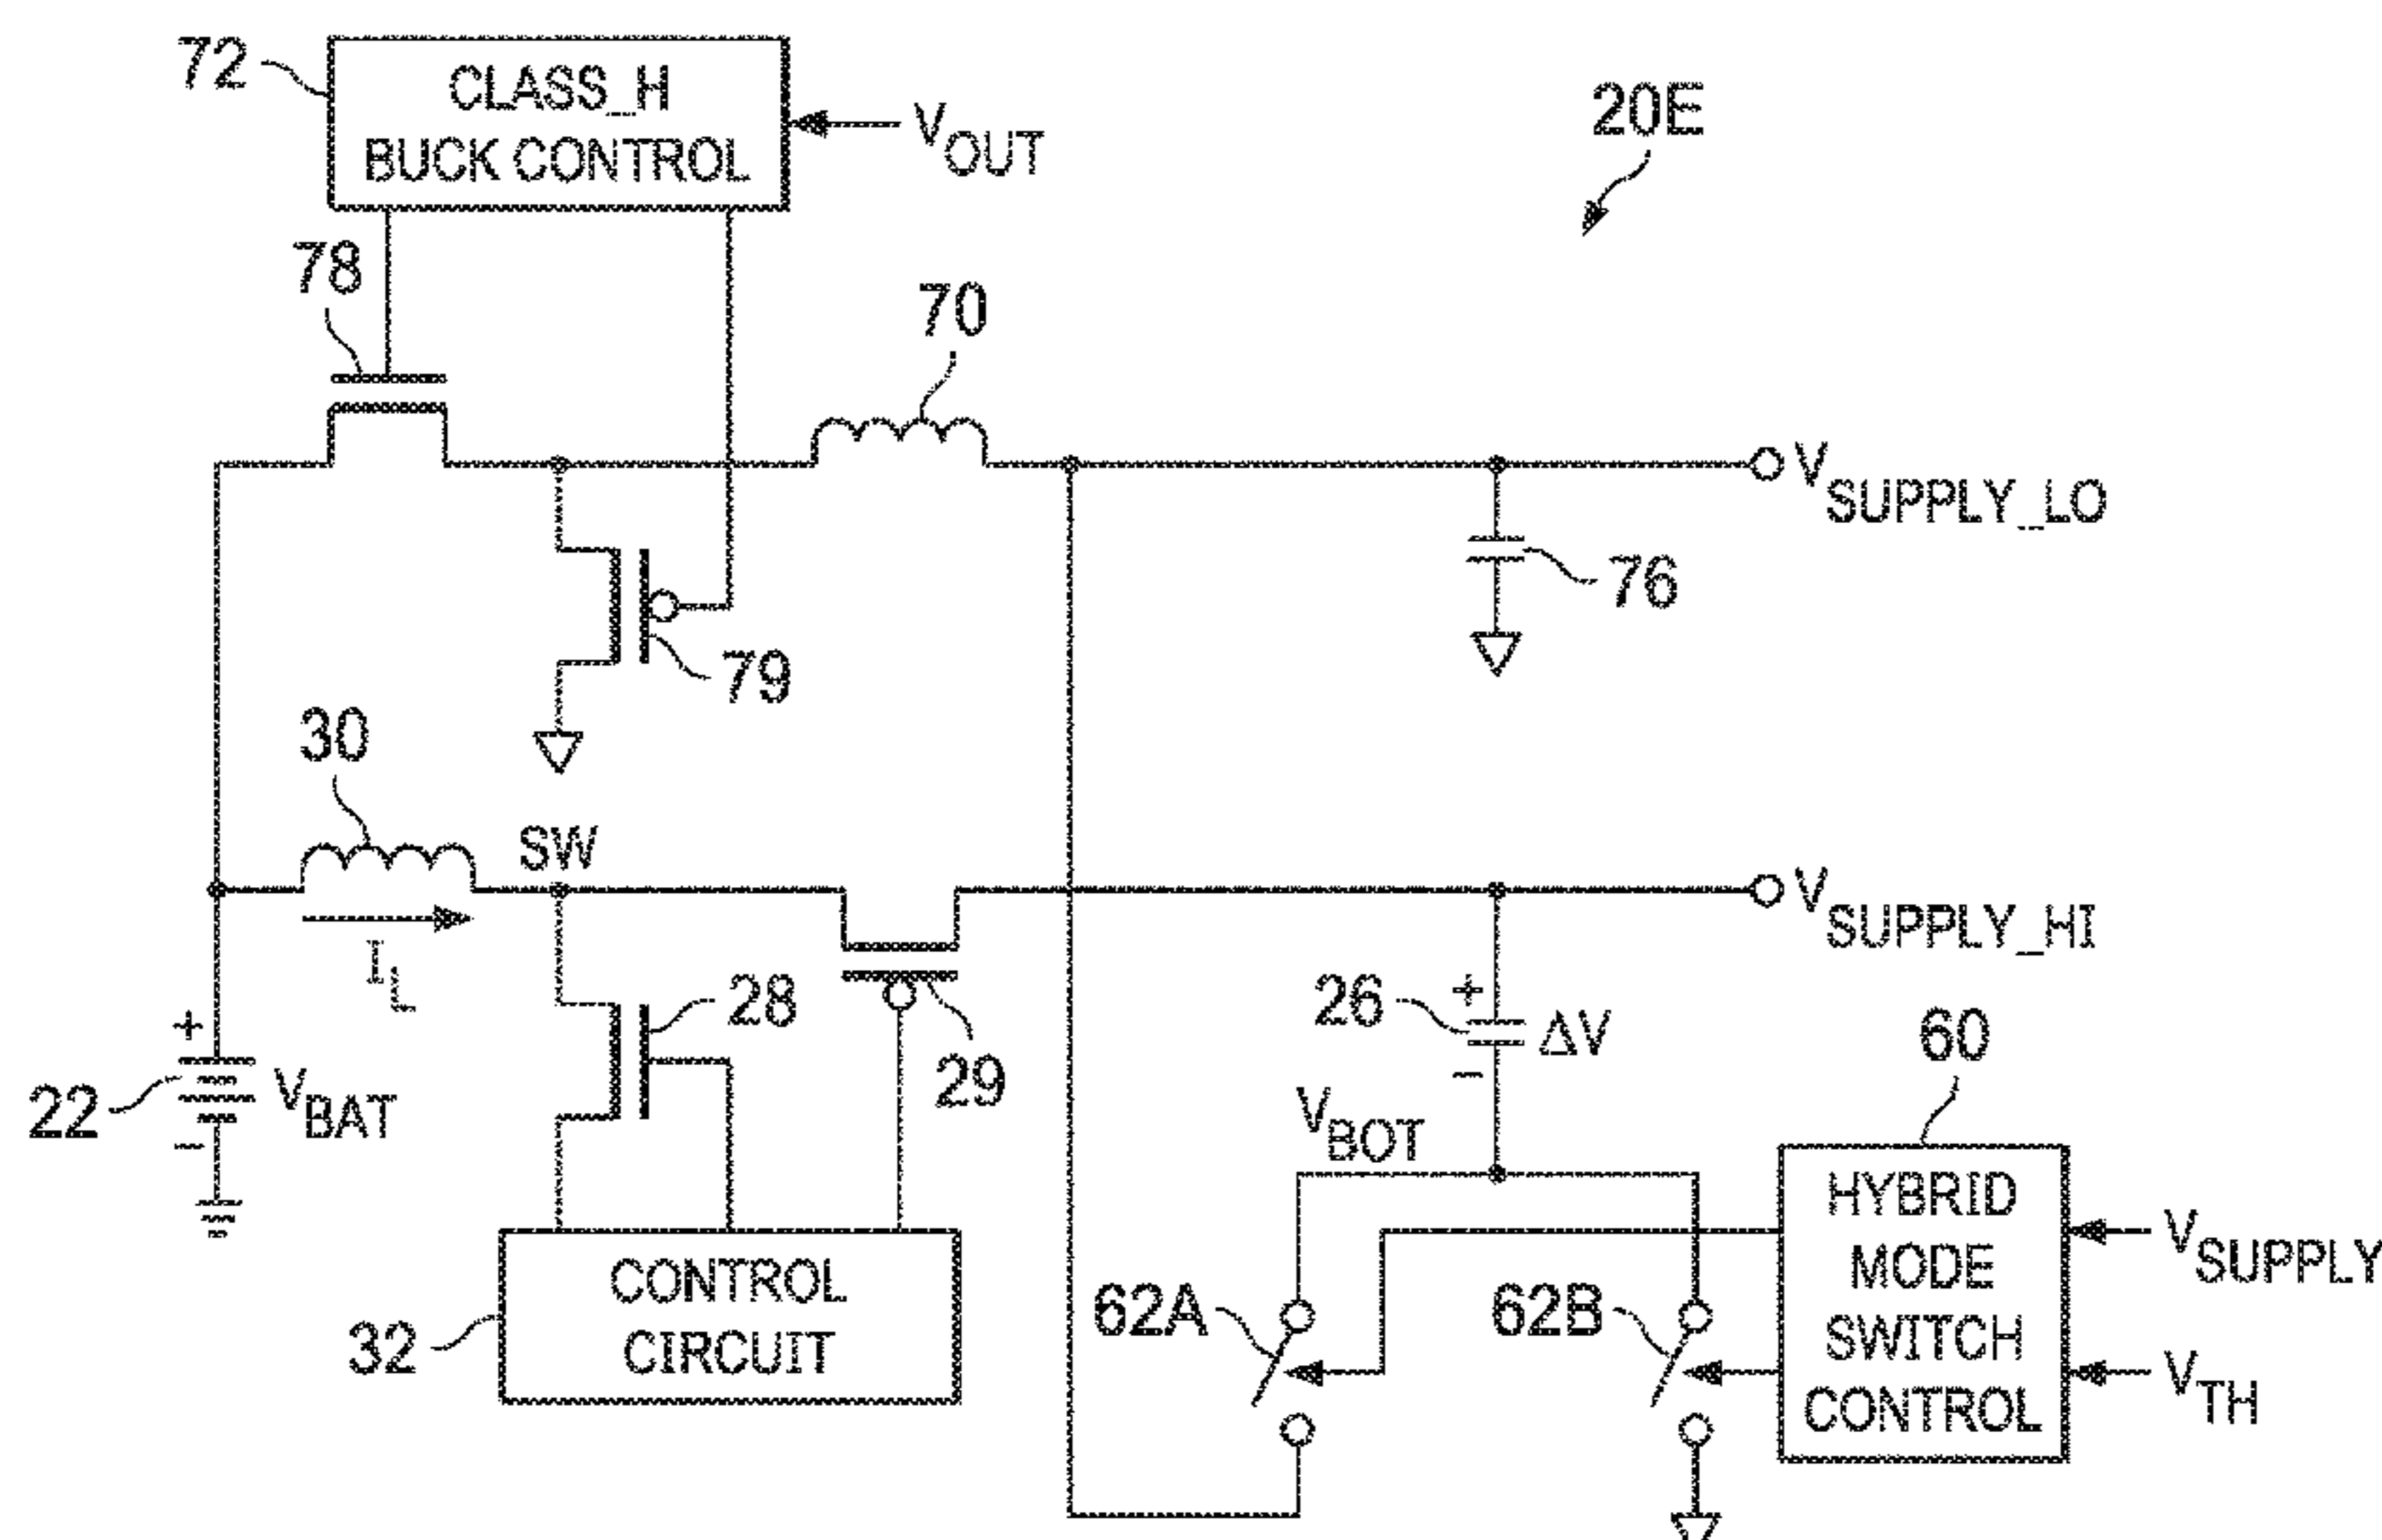 72
CLASS_H
BUCK CONTROL
VOUT
20E
78
70
VSUPPLY_LO
76
79
30
SW
IL
VSUPPLY_HI
28
29
26
+
ΔV
−
60
+
22
VBAT
−
VBOT
HYBRID
MODE
SWITCH
CONTROL
VSUPPLY
VTH
62A
62B
CONTROL
CIRCUIT
32